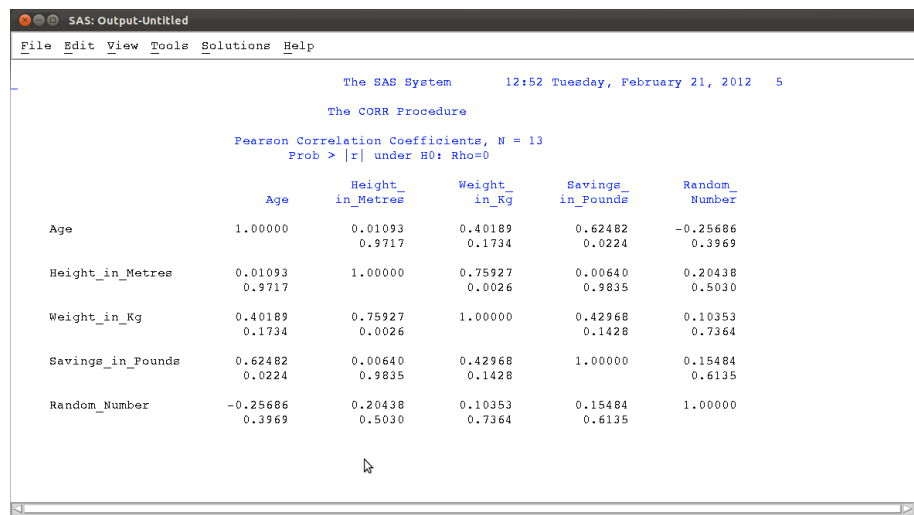 SAS: Output-Untitled
File Edit View Tools Solutions Help
The SAS System 12:52 Tuesday, February 21, 2012 5
The CORR Procedure
Pearson Correlation Coefficients, N = 13
Prob > |r| under H0: Rho=0
Height_ Weight_ Savings_ Random_
Age in_Metres in_Kg in_Pounds Number
Age 1.00000 0.01093 0.40189 0.62482 -0.25686
0.9717 0.1734 0.0224 0.3969
Height_in_Metres 0.01093 1.00000 0.75927 0.00640 0.20438
0.9717 0.0026 0.9835 0.5030
Weight_in_Kg 0.40189 0.75927 1.00000 0.42968 0.10353
0.1734 0.0026 0.1428 0.7364
Savings_in_Pounds 0.62482 0.00640 0.42968 1.00000 0.15484
0.0224 0.9835 0.1428 0.6135
Random_Number -0.25686 0.20438 0.10353 0.15484 1.00000
0.3969 0.5030 0.7364 0.6135